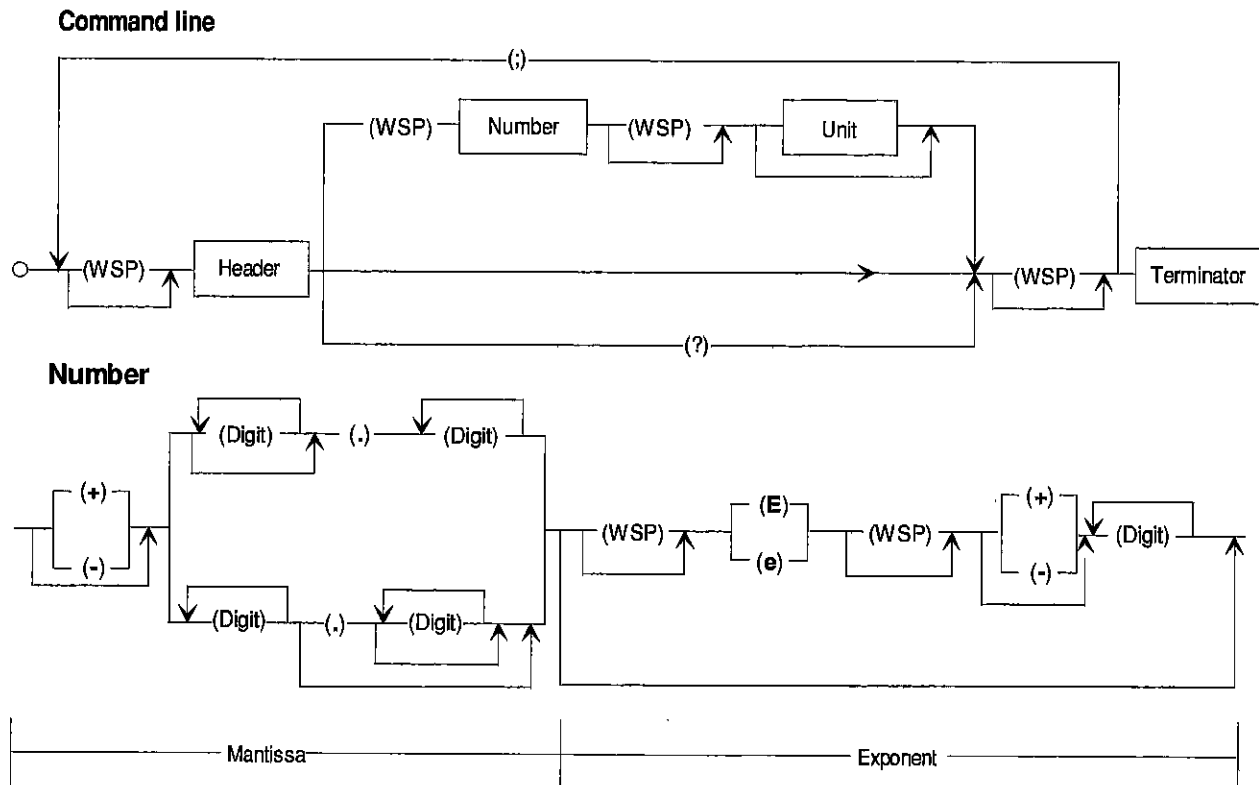 Command line
(;)
(WSP) Number (WSP) Unit
(WSP) Header (WSP) Terminator
(?)
Number
(Digit) (.) (Digit)
(+) (E) (+)
(WSP) (WSP) (Digit)
(-) (e) (-)
(Digit) (.) (Digit)
Mantissa Exponent